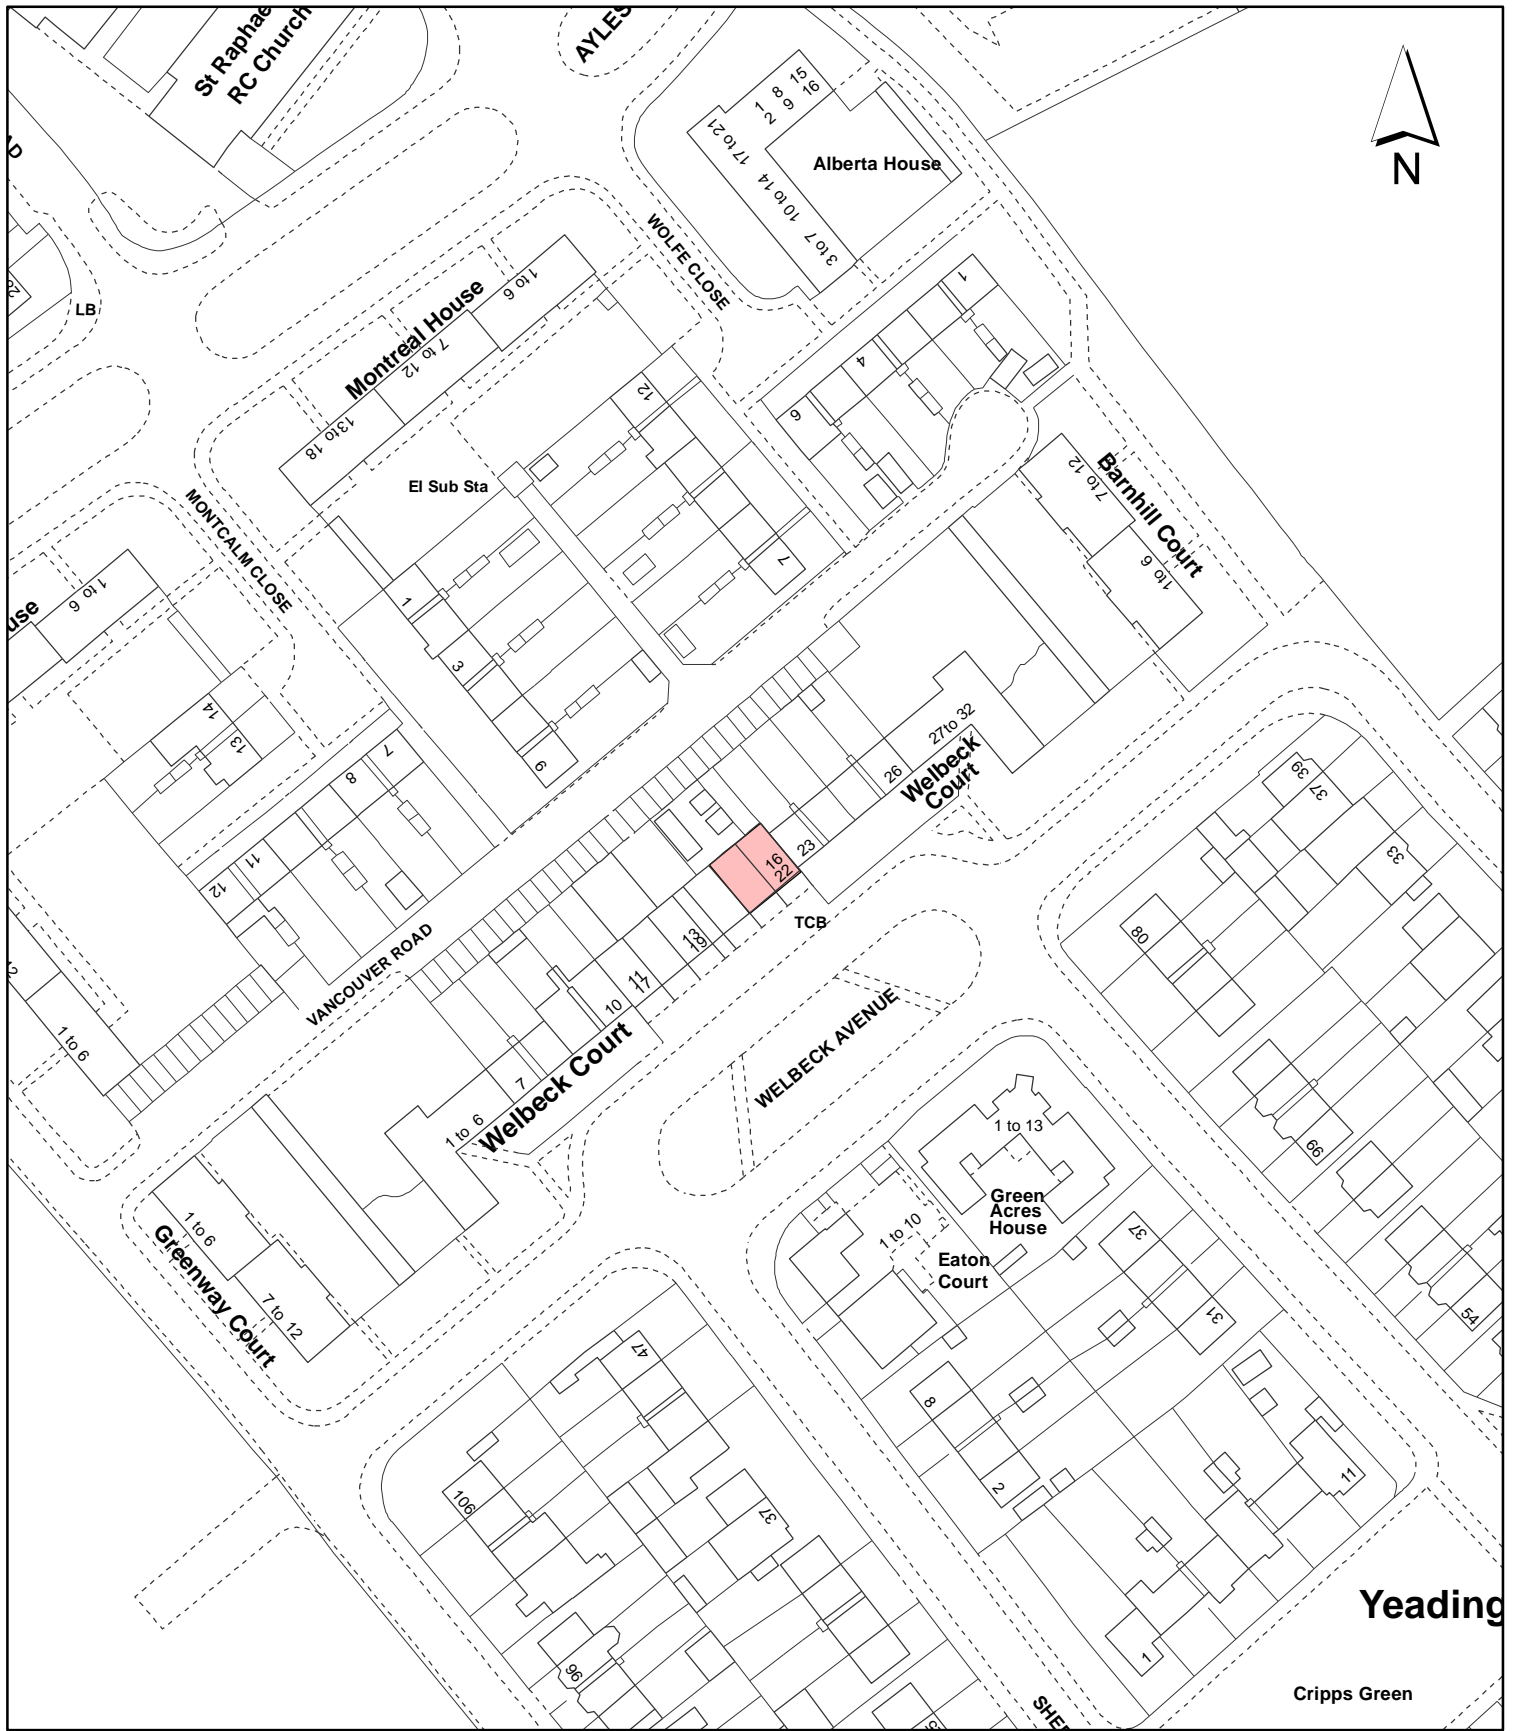 St Raphae
RC Church
AYLES
15
8
16
1
9
2
17 to 21
10 to 14
3 to 7
Alberta House
N
WOLFE CLOSE
LB
28
Montreal House
1 to 6
7 to 12
13 to 18
1
4
6
12
7
El Sub Sta
MONTCALM CLOSE
Barnhill Court
7 to 12
1 to 6
1 to 6
use
1
3
9
14
13
7
8
11
12
VANCOUVER ROAD
1 to 6
27 to 32
Welbeck
Court
26
23
16
22
TCB
13
19
11
17
10
7
1 to 6
Welbeck Court
WELBECK AVENUE
39
37
33
80
66
54
1 to 13
Green
Acres
House
1 to 10
Eaton
Court
37
31
8
2
11
1
1 to 6
7 to 12
Greenway Court
47
106
37
96
Yeading
Cripps Green
SHE